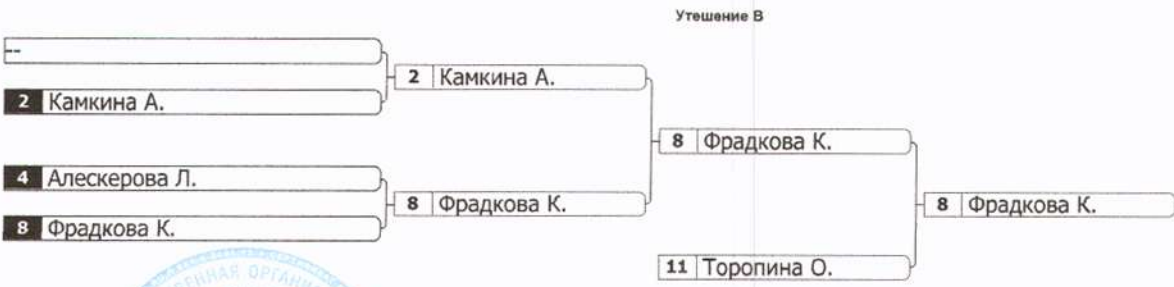 Утешение В
--
2 Камкина А.
2 Камкина А.
8 Фрадкова К.
4 Алескерова Л.
8 Фрадкова К.
8 Фрадкова К.
8 Фрадкова К.
11 Торопина О.